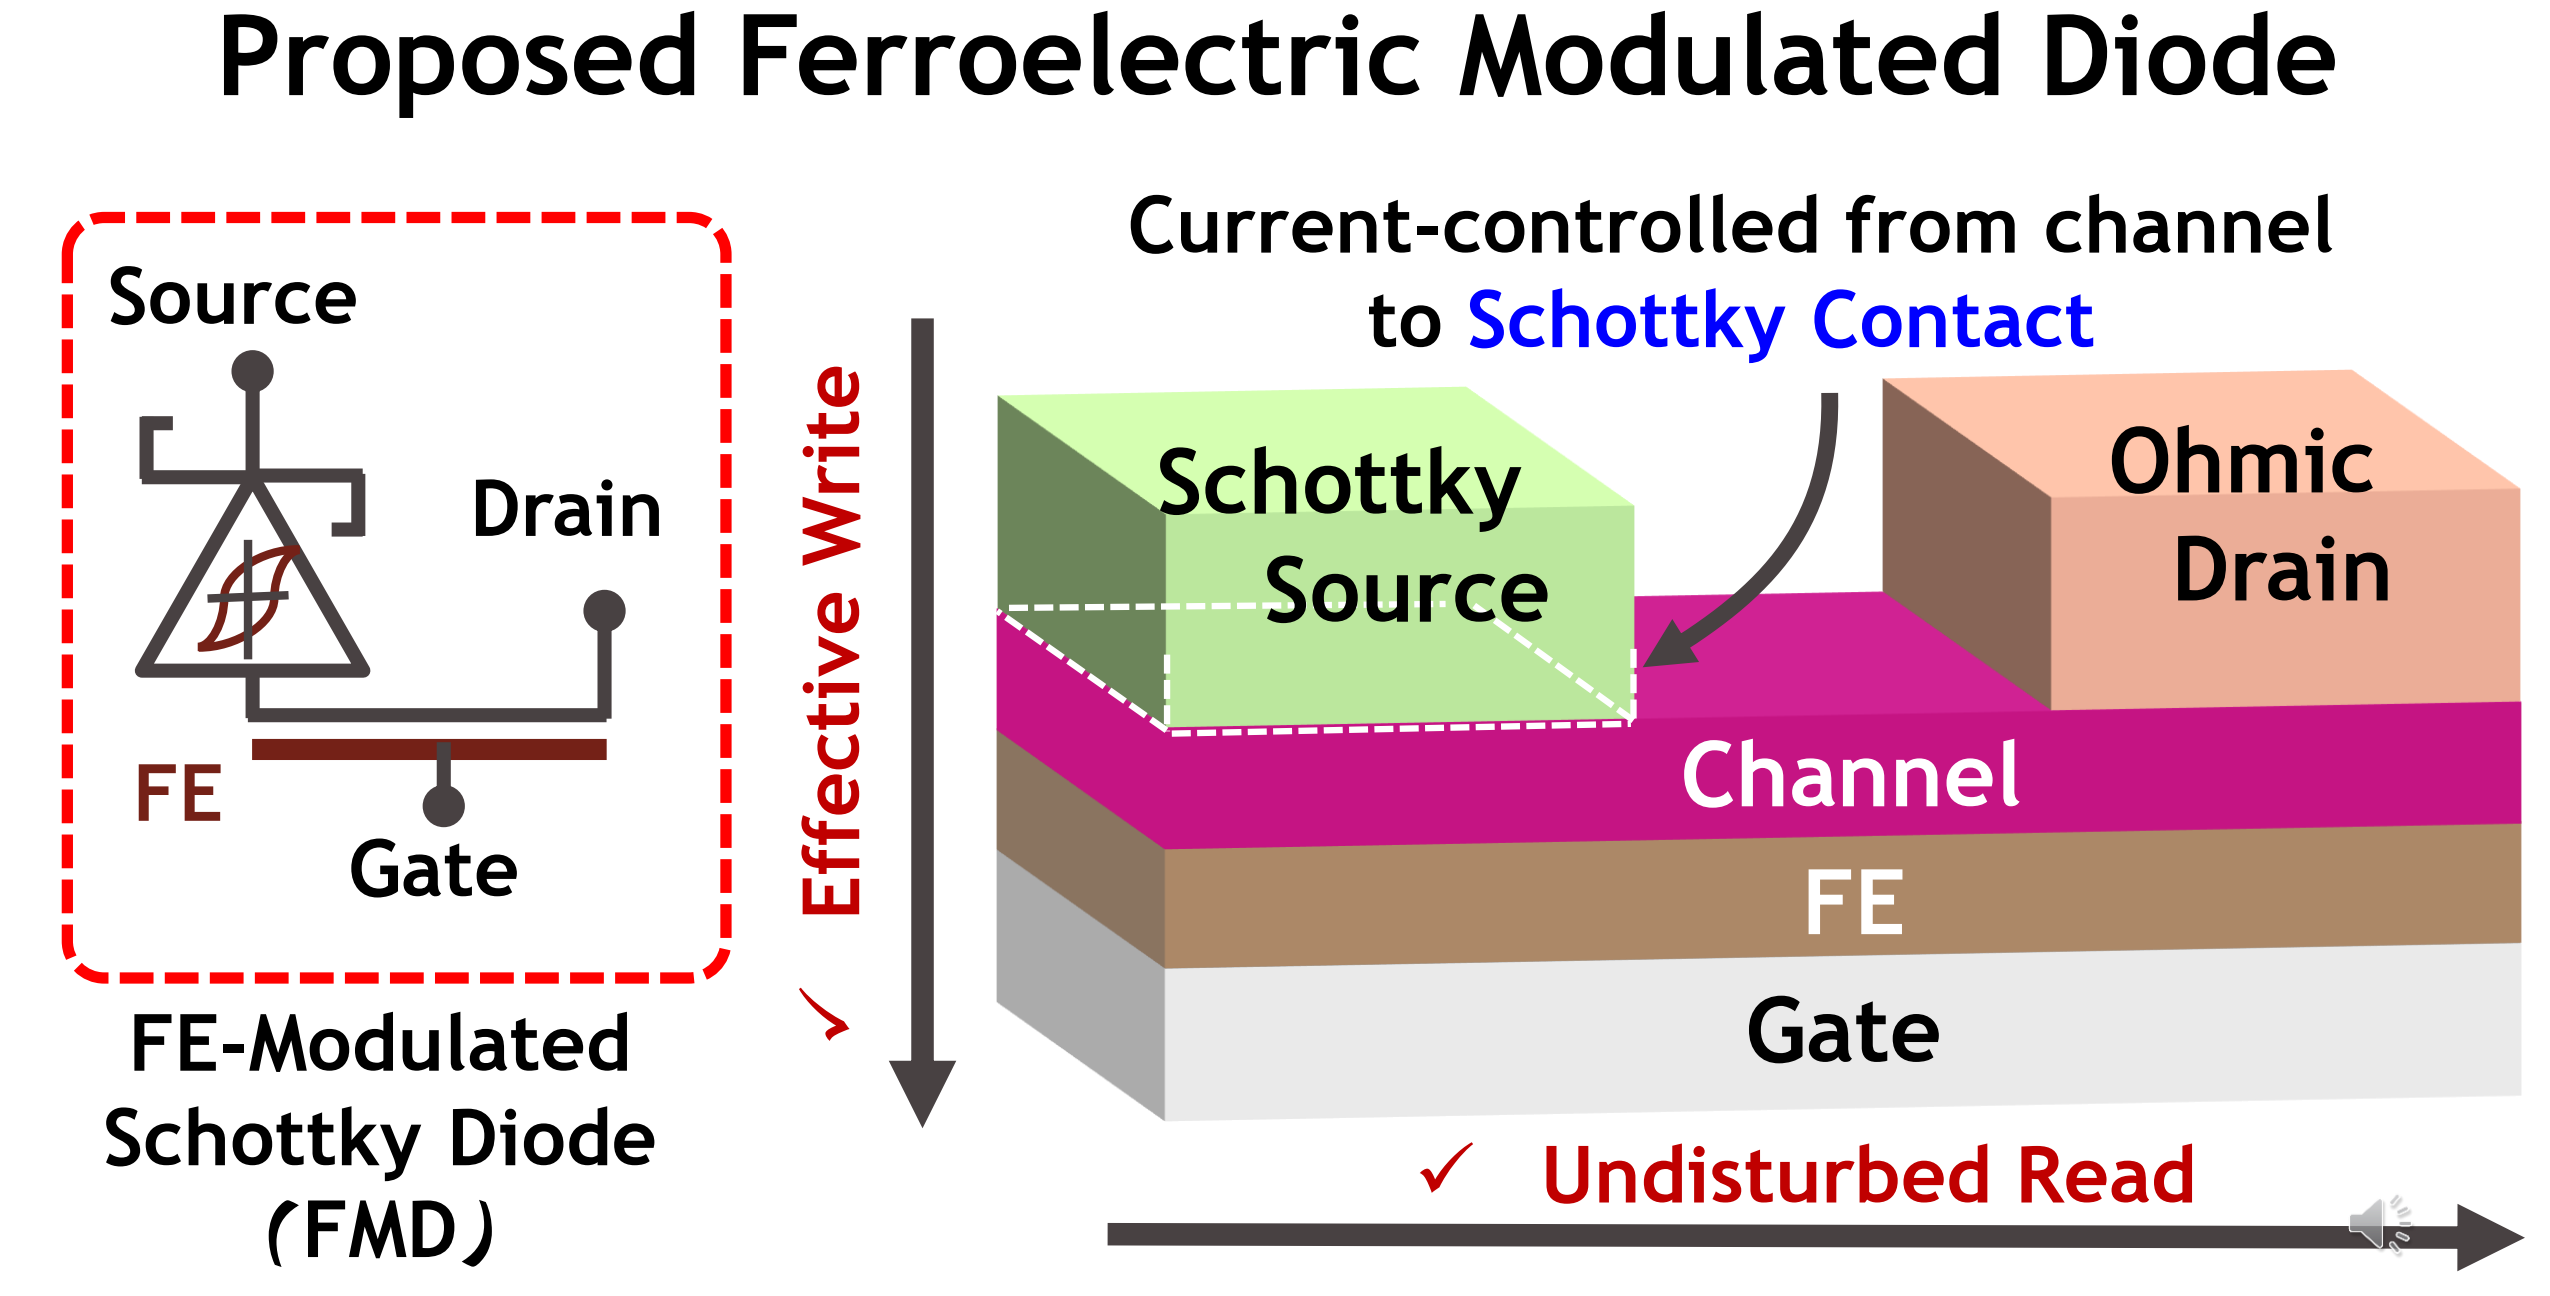 Proposed Ferroelectric Modulated Diode
Source
Drain
FE
Gate
FE-Modulated
Schottky Diode
(FMD)
✓ Effective Write
Current-controlled from channel
to Schottky Contact
Schottky
Source
Ohmic
Drain
Channel
FE
Gate
✓ Undisturbed Read